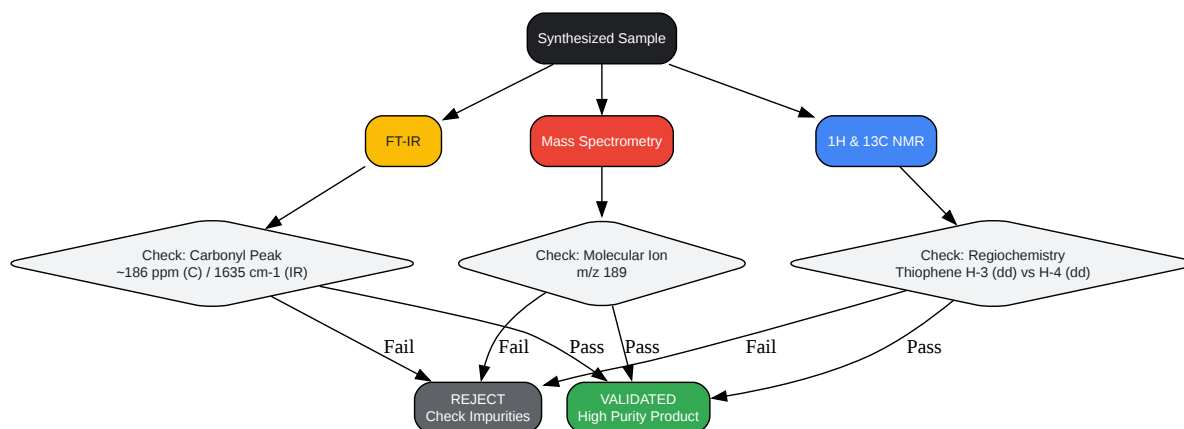 Synthesized Sample
FT-IR
Mass Spectrometry
1H & 13C NMR
Check: Carbonyl Peak
~186 ppm (C) / 1635 cm-1 (IR)
Check: Molecular Ion
m/z 189
Check: Regiochemistry
Thiophene H-3 (dd) vs H-4 (dd)
Fail
Fail
Pass
Pass
Fail
Pass
REJECT
Check Impurities
VALIDATED
High Purity Product